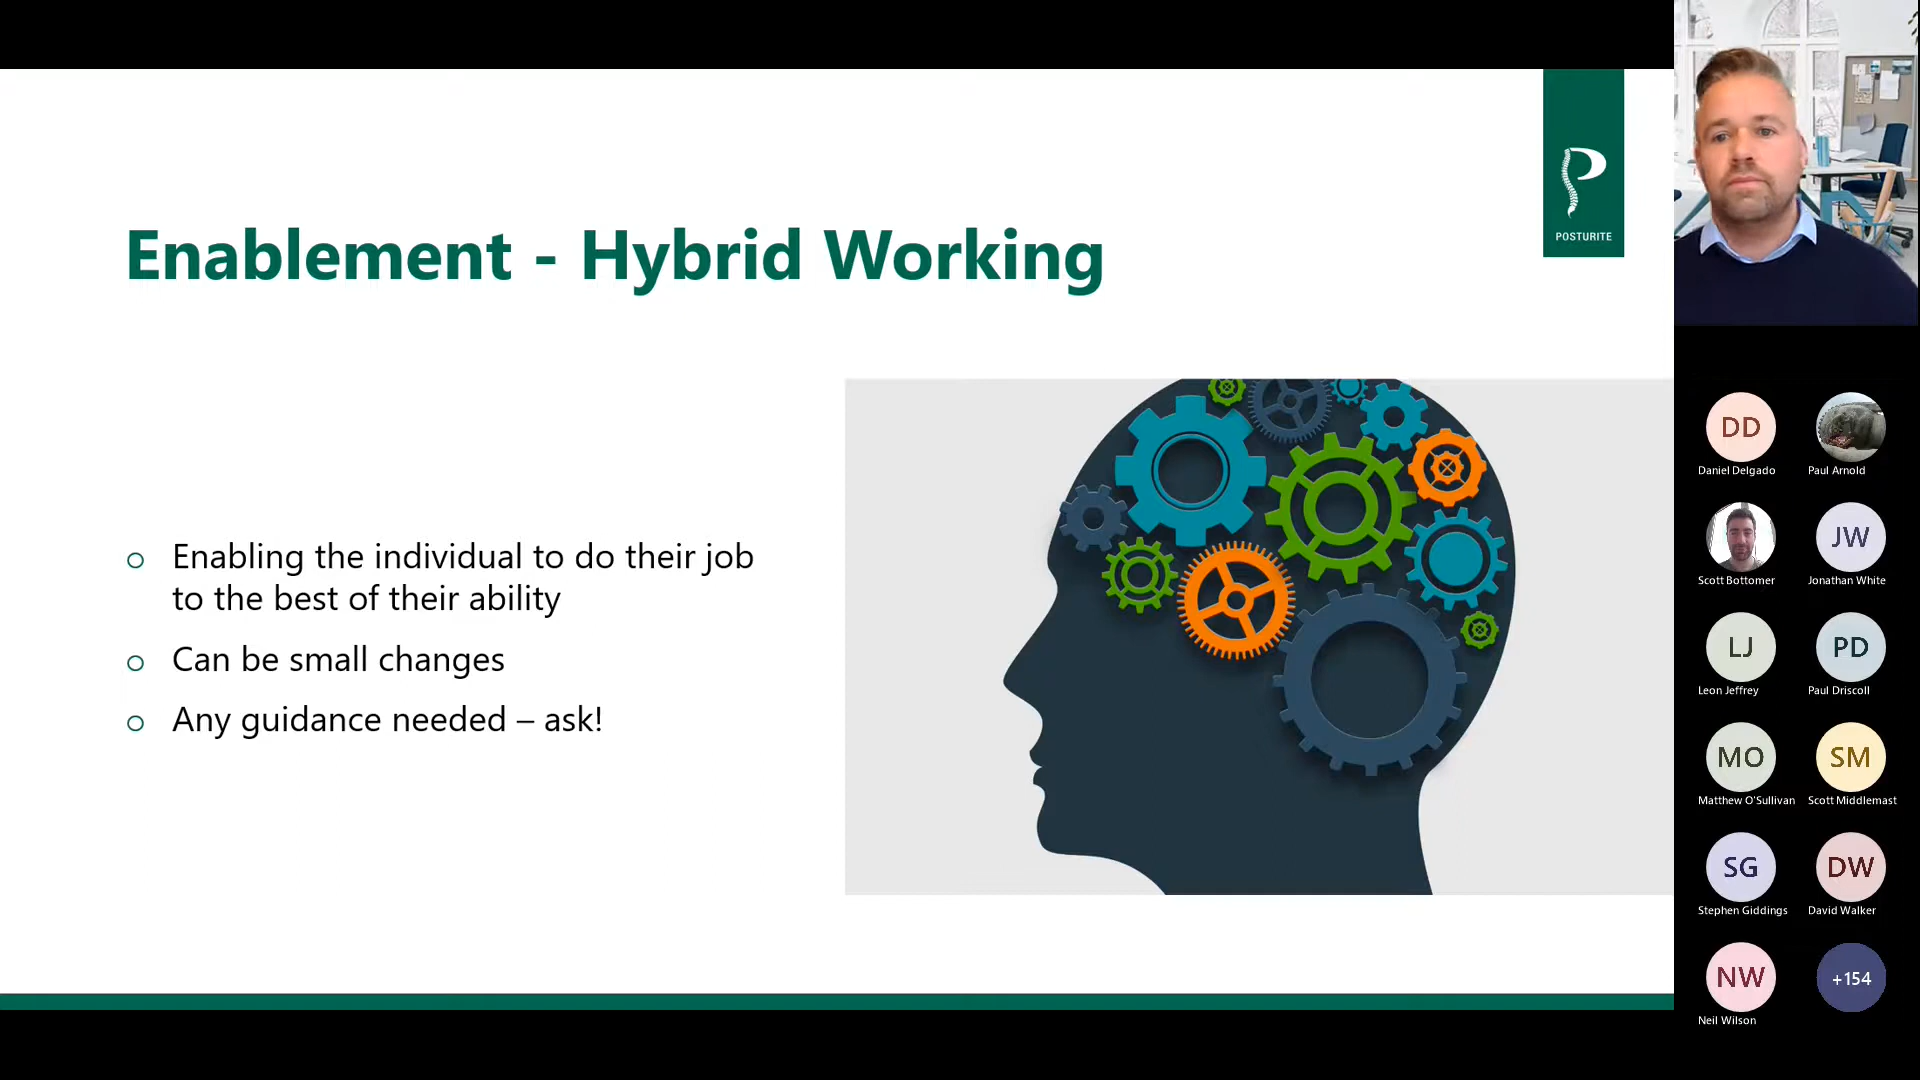 POSTURITE
Enablement - Hybrid Working
Enabling the individual to do their job
to the best of their ability
Can be small changes
Any guidance needed – ask!
DD
Daniel Delgado
Paul Arnold
Scott Bottomer
JW
Jonathan White
LJ
Leon Jeffrey
PD
Paul Driscoll
MO
Matthew O'Sullivan
SM
Scott Middlemast
SG
Stephen Giddings
DW
David Walker
NW
Neil Wilson
+154